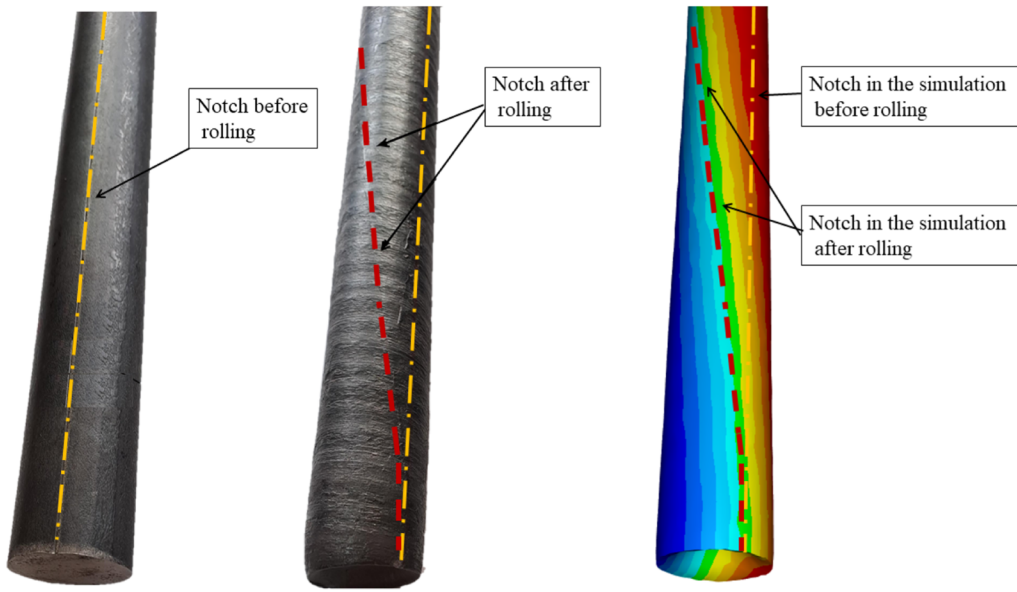 Notch before
rolling
Notch after
rolling
Notch in the simulation
before rolling
Notch in the simulation
after rolling